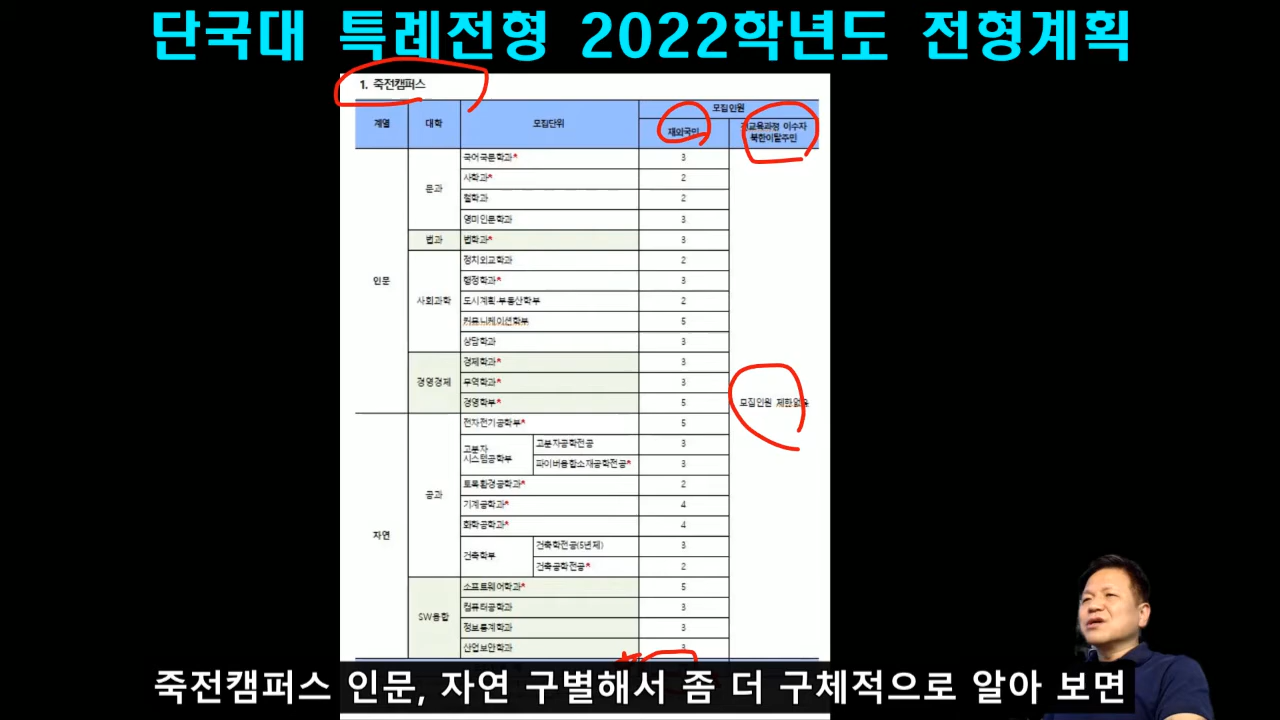 단국대 특례전형 2022학년도 전형계획
1. 죽전캠퍼스
계열 대학 모집단위 모집인원
재외국민 전교육과정 이수자
북한이탈주민
국어국문학과* 3
사학과* 2
문과
철학과 2
영미인문학과 3
법과 법학과* 3
정치외교학과 2
인문
행정학과* 3
사회과학 도시계획·부동산학부 2
커뮤니케이션학부 5
상담학과 3
경제학과* 3
경영경제 무역학과* 3
경영학부* 5 모집인원 제한없음
전자전기공학부* 5
고분자
시스템공학부
고분자공학전공 3
파이버융합소재공학전공* 3
토목환경공학과* 2
공과
기계공학과* 4
화학공학과* 4
자연
건축학부
건축학전공(5년제) 3
건축공학전공* 2
소프트웨어학과* 5
컴퓨터공학과 3
SW융합
정보통계학과 3
산업보안학과 3
죽전캠퍼스 인문, 자연 구별해서 좀 더 구체적으로 알아 보면